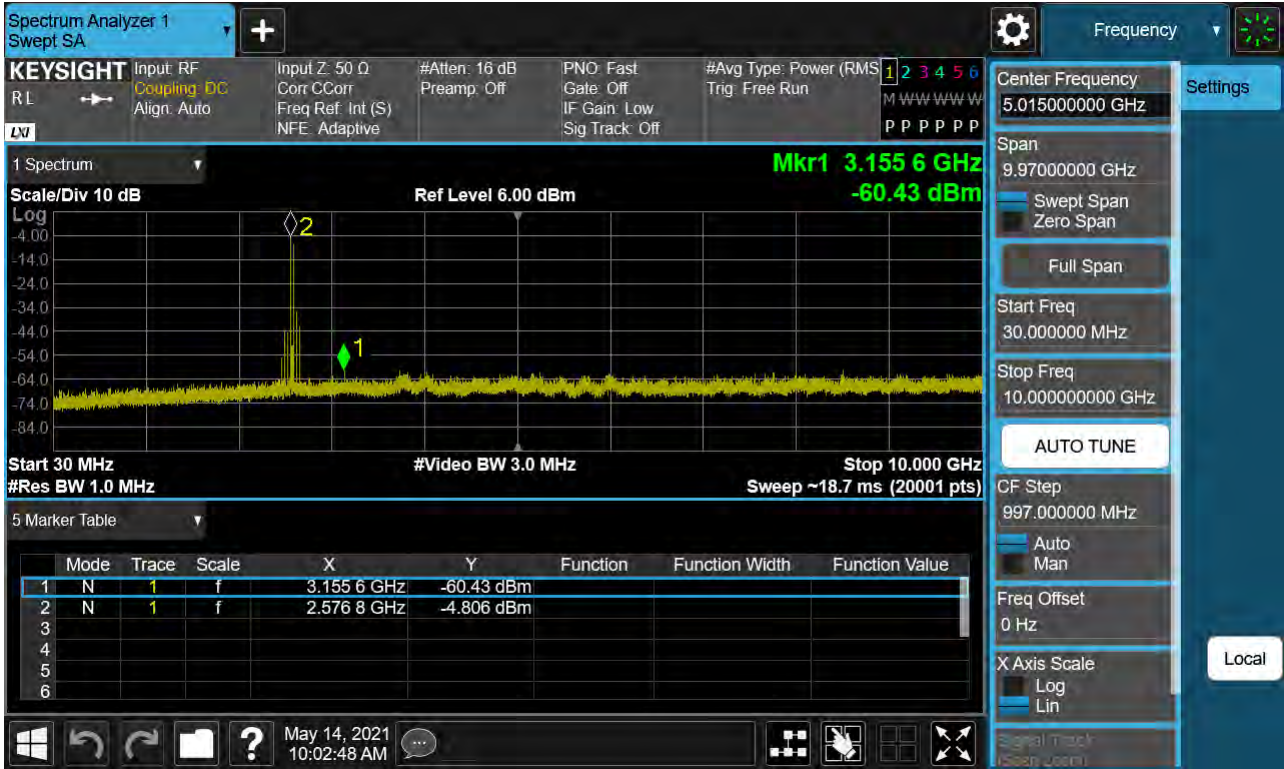 Spectrum Analyzer 1
Swept SA
+
Frequency
KEYSIGHT
RL
LXI
Input: RF
Coupling: DC
Align: Auto
Input Z: 50 Ω
Corr CCorr
Freq Ref: Int (S)
NFE: Adaptive
#Atten: 16 dB
Preamp: Off
PNO: Fast
Gate: Off
IF Gain: Low
Sig Track: Off
#Avg Type: Power (RMS
Trig: Free Run
1 2 3 4 5 6
M W W W W W
P P P P P P
1 Spectrum
Mkr1 3.155 6 GHz
-60.43 dBm
Scale/Div 10 dB
Ref Level 6.00 dBm
Log
-4.00
-14.0
-24.0
-34.0
-44.0
-54.0
-64.0
-74.0
-84.0
2
1
Start 30 MHz
#Video BW 3.0 MHz
Stop 10.000 GHz
#Res BW 1.0 MHz
Sweep ~18.7 ms (20001 pts)
5 Marker Table
Mode Trace Scale X Y Function Function Width Function Value
1 N 1 f 3.155 6 GHz -60.43 dBm
2 N 1 f 2.576 8 GHz -4.806 dBm
3
4
5
6
Center Frequency
5.015000000 GHz
Span
9.97000000 GHz
Swept Span
Zero Span
Full Span
Start Freq
30.000000 MHz
Stop Freq
10.000000000 GHz
AUTO TUNE
CF Step
997.000000 MHz
Auto
Man
Freq Offset
0 Hz
X Axis Scale
Log
Lin
Signal Track
(Span Zoom)
Settings
Local
?
May 14, 2021
10:02:48 AM